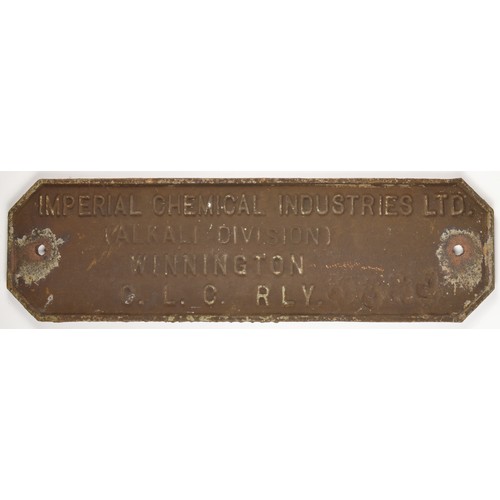 IMPERIAL CHEMICAL INDUSTRIES LTD.
(ALKALI DIVISION)
WINNINGTON
C. L. C. RLY.